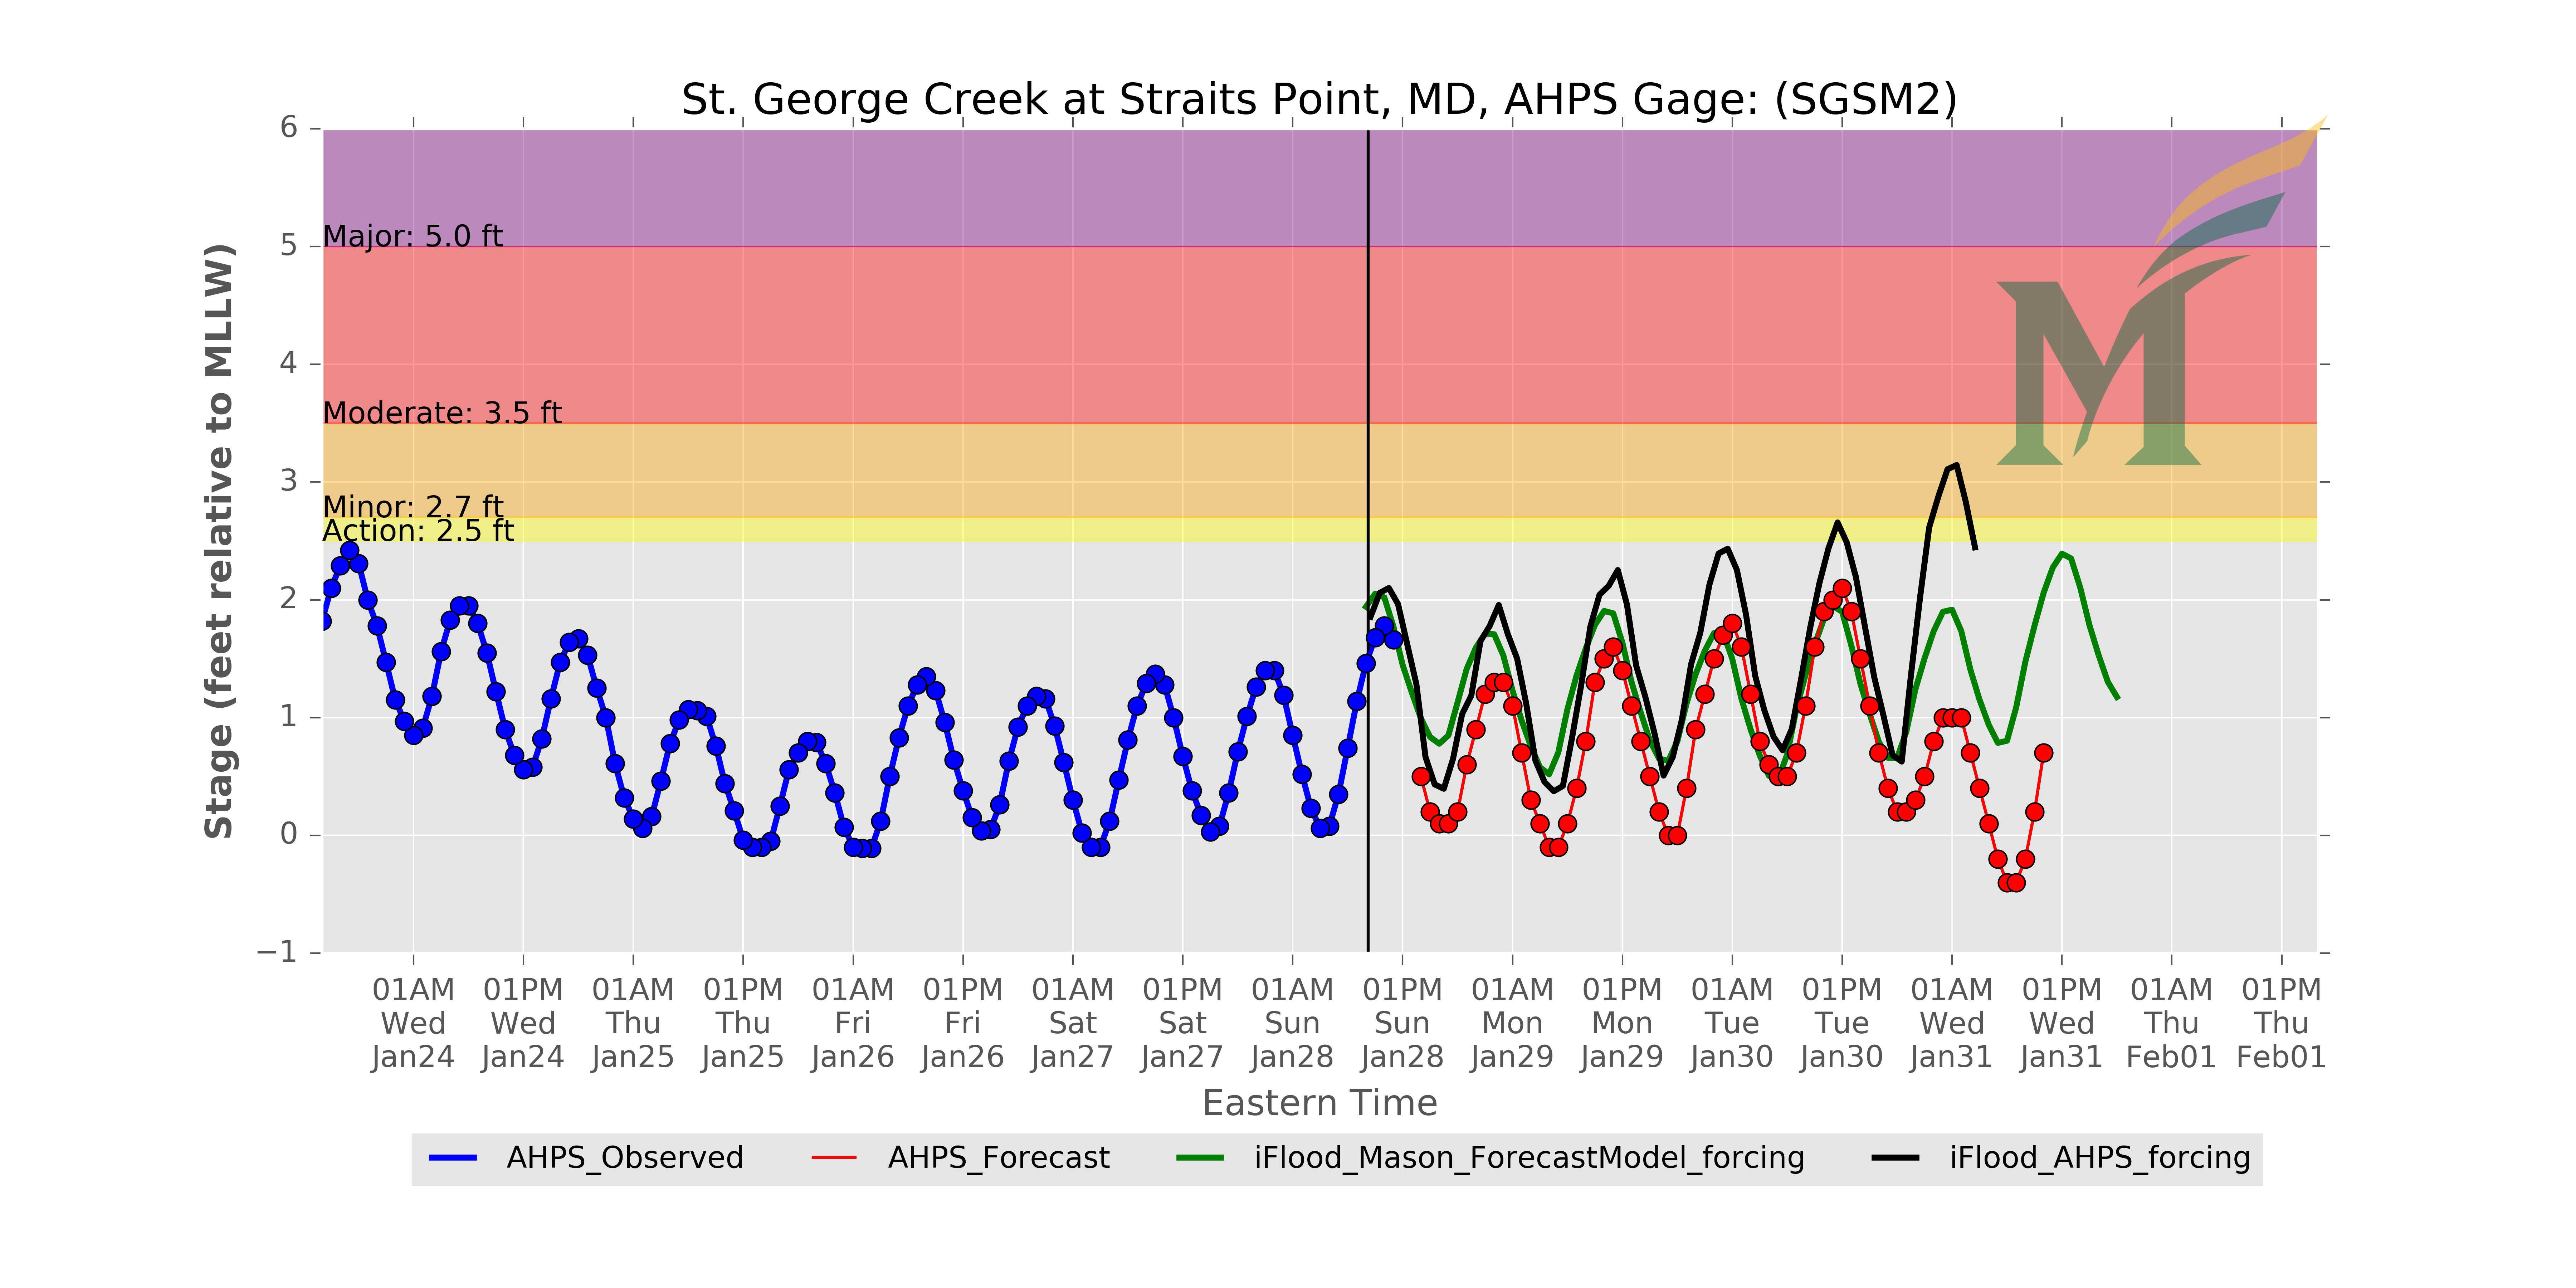 St. George Creek at Straits Point, MD, AHPS Gage: (SGSM2)
Stage (feet relative to MLLW)
6
5
4
3
2
1
0
−1
Major: 5.0 ft
Moderate: 3.5 ft
Minor: 2.7 ft
Action: 2.5 ft
M
01AM 01PM 01AM 01PM 01AM 01PM 01AM 01PM 01AM 01PM 01AM 01PM 01AM 01PM 01AM 01PM 01AM 01PM
Wed Wed Thu Thu Fri Fri Sat Sat Sun Sun Mon Mon Tue Tue Wed Wed Thu Thu
Jan24 Jan24 Jan25 Jan25 Jan26 Jan26 Jan27 Jan27 Jan28 Jan28 Jan29 Jan29 Jan30 Jan30 Jan31 Jan31 Feb01 Feb01
Eastern Time
AHPS_Observed AHPS_Forecast iFlood_Mason_ForecastModel_forcing iFlood_AHPS_forcing